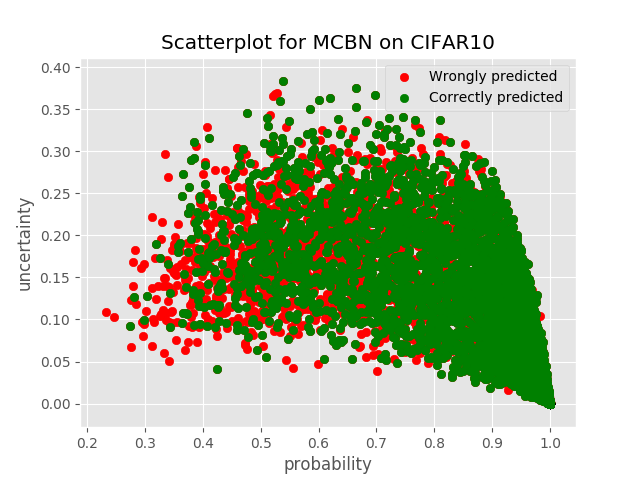 Scatterplot for MCBN on CIFAR10
Wrongly predicted
Correctly predicted
uncertainty
0.40
0.35
0.30
0.25
0.20
0.15
0.10
0.05
0.00
0.2 0.3 0.4 0.5 0.6 0.7 0.8 0.9 1.0
probability